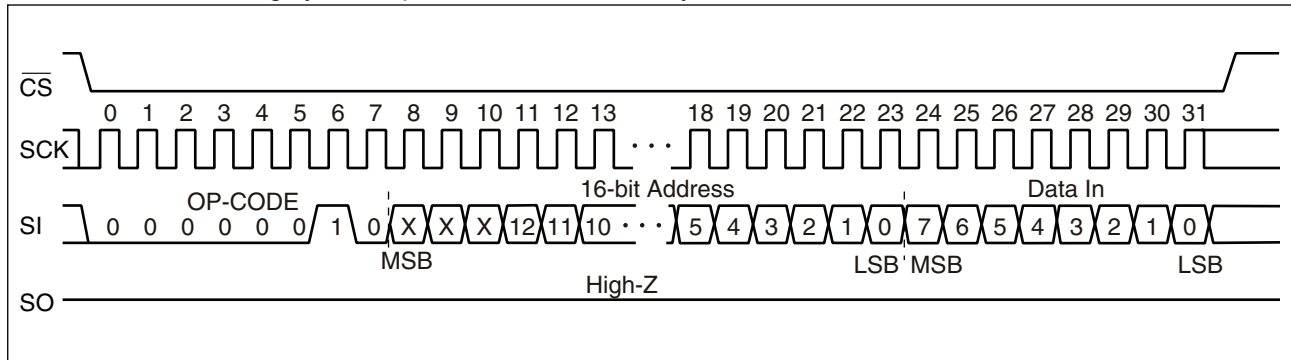 CS
0 1 2 3 4 5 6 7 8 9 10 11 12 13 18 19 20 21 22 23 24 25 26 27 28 29 30 31
SCK ···
OP-CODE 16-bit Address Data In
SI 0 0 0 0 0 0 1 0 X X X 12 11 10 ··· 5 4 3 2 1 0 7 6 5 4 3 2 1 0
MSB LSB MSB LSB
High-Z
SO